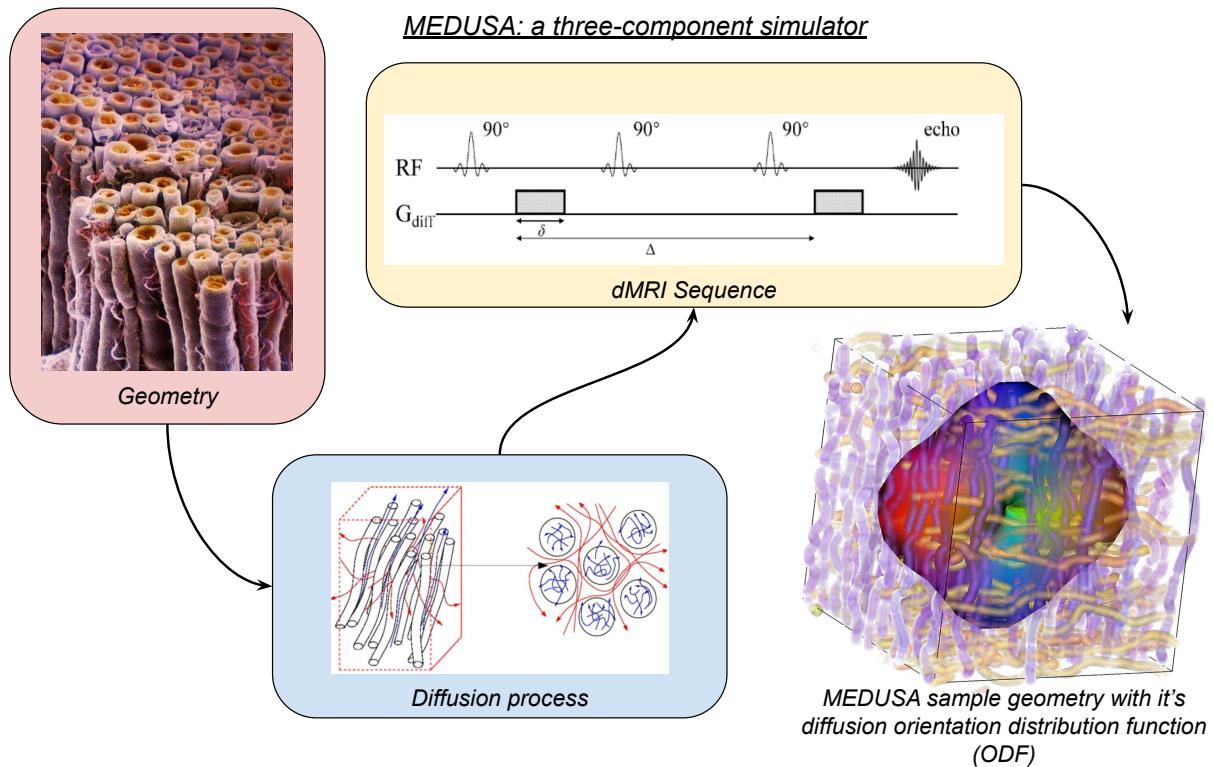 MEDUSA: a three-component simulator
Geometry
90°
90°
90°
echo
RF
G_diff
δ
Δ
dMRI Sequence
Diffusion process
MEDUSA sample geometry with it's
diffusion orientation distribution function
(ODF)